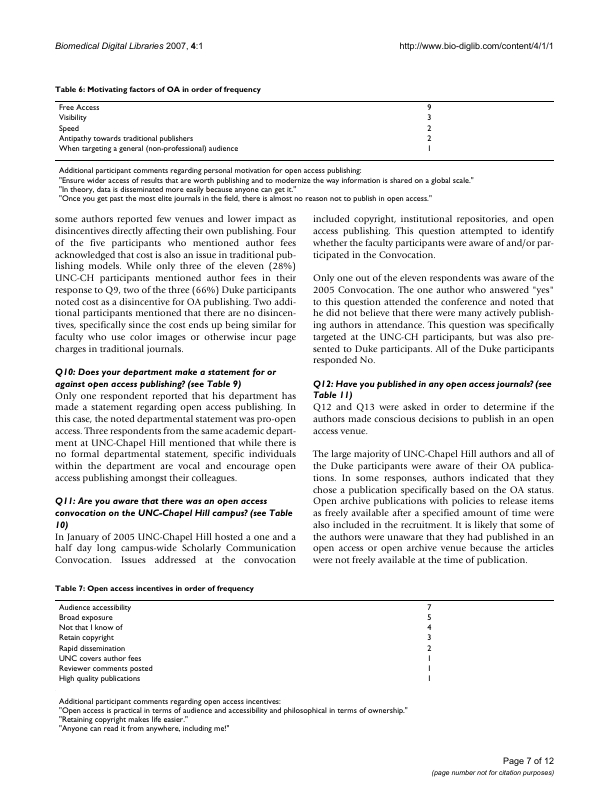 Biomedical Digital Libraries 2007, 4:1
http://www.bio-diglib.com/content/4/1/1
Table 6: Motivating factors of OA in order of frequency
Free Access 9
Visibility 3
Speed 2
Antipathy towards traditional publishers 2
When targeting a general (non-professional) audience 1
Additional participant comments regarding personal motivation for open access publishing:
"Ensure wider access of results that are worth publishing and to modernize the way information is shared on a global scale."
"In theory, data is disseminated more easily because anyone can get it."
"Once you get past the most elite journals in the field, there is almost no reason not to publish in open access."
some authors reported few venues and lower impact as
disincentives directly affecting their own publishing. Four
of the five participants who mentioned author fees
acknowledged that cost is also an issue in traditional pub-
lishing models. While only three of the eleven (28%)
UNC-CH participants mentioned author fees in their
response to Q9, two of the three (66%) Duke participants
noted cost as a disincentive for OA publishing. Two addi-
tional participants mentioned that there are no disincen-
tives, specifically since the cost ends up being similar for
faculty who use color images or otherwise incur page
charges in traditional journals.
Q10: Does your department make a statement for or
against open access publishing? (see Table 9)
Only one respondent reported that his department has
made a statement regarding open access publishing. In
this case, the noted departmental statement was pro-open
access. Three respondents from the same academic depart-
ment at UNC-Chapel Hill mentioned that while there is
no formal departmental statement, specific individuals
within the department are vocal and encourage open
access publishing amongst their colleagues.
Q11: Are you aware that there was an open access
convocation on the UNC-Chapel Hill campus? (see Table
10)
In January of 2005 UNC-Chapel Hill hosted a one and a
half day long campus-wide Scholarly Communication
Convocation. Issues addressed at the convocation
included copyright, institutional repositories, and open
access publishing. This question attempted to identify
whether the faculty participants were aware of and/or par-
ticipated in the Convocation.
Only one out of the eleven respondents was aware of the
2005 Convocation. The one author who answered "yes"
to this question attended the conference and noted that
he did not believe that there were many actively publish-
ing authors in attendance. This question was specifically
targeted at the UNC-CH participants, but was also pre-
sented to Duke participants. All of the Duke participants
responded No.
Q12: Have you published in any open access journals? (see
Table 11)
Q12 and Q13 were asked in order to determine if the
authors made conscious decisions to publish in an open
access venue.
The large majority of UNC-Chapel Hill authors and all of
the Duke participants were aware of their OA publica-
tions. In some responses, authors indicated that they
chose a publication specifically based on the OA status.
Open archive publications with policies to release items
as freely available after a specified amount of time were
also included in the recruitment. It is likely that some of
the authors were unaware that they had published in an
open access or open archive venue because the articles
were not freely available at the time of publication.
Table 7: Open access incentives in order of frequency
Audience accessibility 7
Broad exposure 5
Not that I know of 4
Retain copyright 3
Rapid dissemination 2
UNC covers author fees 1
Reviewer comments posted 1
High quality publications 1
Additional participant comments regarding open access incentives:
"Open access is practical in terms of audience and accessibility and philosophical in terms of ownership."
"Retaining copyright makes life easier."
"Anyone can read it from anywhere, including me!"
Page 7 of 12
(page number not for citation purposes)